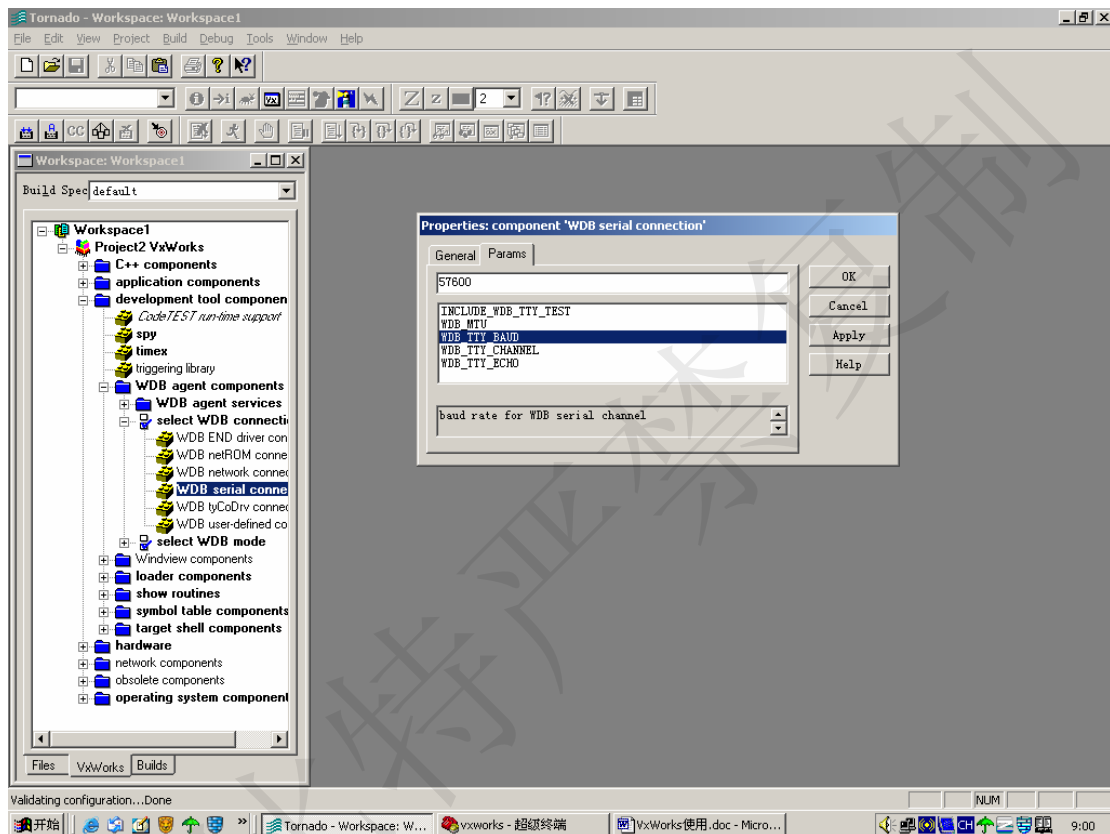 Tornado - Workspace: Workspace1
File Edit View Project Build Debug Tools Window Help
CC
2
Workspace: Workspace1
Build Spec default
Workspace1
Project2 VxWorks
C++ components
application components
development tool componen
CodeTEST run-time support
spy
timex
triggering library
WDB agent components
WDB agent services
select WDB connecti
WDB END driver con
WDB netROM conne
WDB network connec
WDB serial conne
WDB tyCoDrv connec
WDB user-defined co
select WDB mode
Windview components
loader components
show routines
symbol table components
target shell components
hardware
network components
obsolete components
operating system component
Files VxWorks Builds
Properties: component 'WDB serial connection'
General Params
57600
INCLUDE_WDB_TTY_TEST
WDB_MTU
WDB_TTY_BAUD
WDB_TTY_CHANNEL
WDB_TTY_ECHO
baud rate for WDB serial channel
OK
Cancel
Apply
Help
特严禁复制
Validating configuration...Done
NUM
开始 » Tornado - Workspace: W... vxworks - 超级终端 VxWorks使用.doc - Micro... CH 9:00